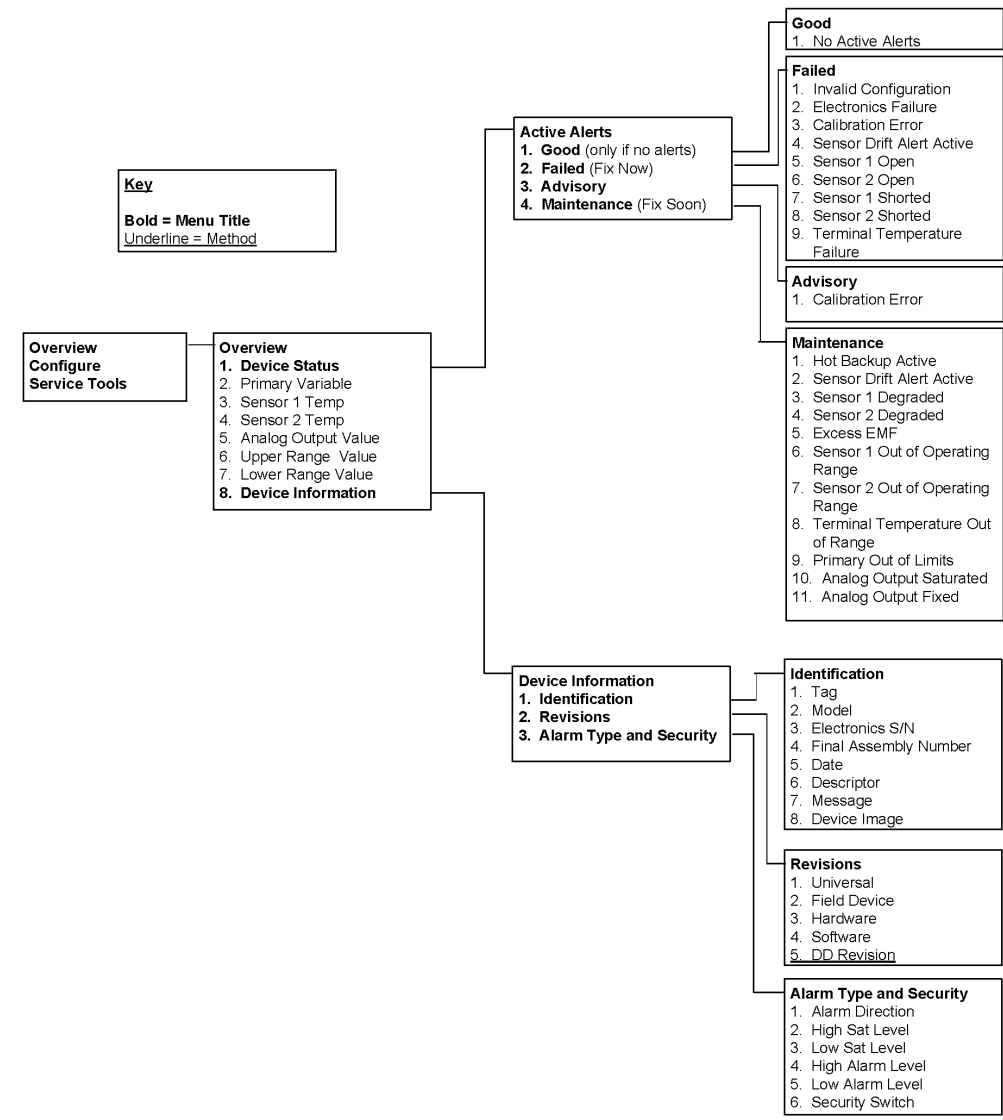 Key
Bold = Menu Title
Underline = Method
Overview
Configure
Service Tools
Overview
1. Device Status
2. Primary Variable
3. Sensor 1 Temp
4. Sensor 2 Temp
5. Analog Output Value
6. Upper Range Value
7. Lower Range Value
8. Device Information
Active Alerts
1. Good (only if no alerts)
2. Failed (Fix Now)
3. Advisory
4. Maintenance (Fix Soon)
Good
1. No Active Alerts
Failed
1. Invalid Configuration
2. Electronics Failure
3. Calibration Error
4. Sensor Drift Alert Active
5. Sensor 1 Open
6. Sensor 2 Open
7. Sensor 1 Shorted
8. Sensor 2 Shorted
9. Terminal Temperature
Failure
Advisory
1. Calibration Error
Maintenance
1. Hot Backup Active
2. Sensor Drift Alert Active
3. Sensor 1 Degraded
4. Sensor 2 Degraded
5. Excess EMF
6. Sensor 1 Out of Operating
Range
7. Sensor 2 Out of Operating
Range
8. Terminal Temperature Out
of Range
9. Primary Out of Limits
10. Analog Output Saturated
11. Analog Output Fixed
Device Information
1. Identification
2. Revisions
3. Alarm Type and Security
Identification
1. Tag
2. Model
3. Electronics S/N
4. Final Assembly Number
5. Date
6. Descriptor
7. Message
8. Device Image
Revisions
1. Universal
2. Field Device
3. Hardware
4. Software
5. DD Revision
Alarm Type and Security
1. Alarm Direction
2. High Sat Level
3. Low Sat Level
4. High Alarm Level
5. Low Alarm Level
6. Security Switch